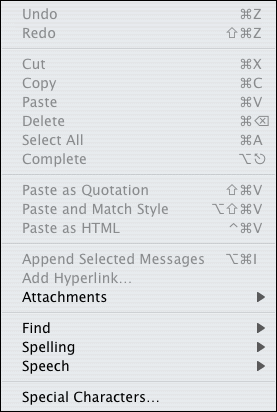 Undo ⌘Z
Redo ⇧⌘Z
Cut ⌘X
Copy ⌘C
Paste ⌘V
Delete ⌘⌫
Select All ⌘A
Complete ⌥⎋
Paste as Quotation ⇧⌘V
Paste and Match Style ⌥⇧⌘V
Paste as HTML ^⌘V
Append Selected Messages ⌥⌘I
Add Hyperlink...
Attachments ▶
Find ▶
Spelling ▶
Speech ▶
Special Characters...